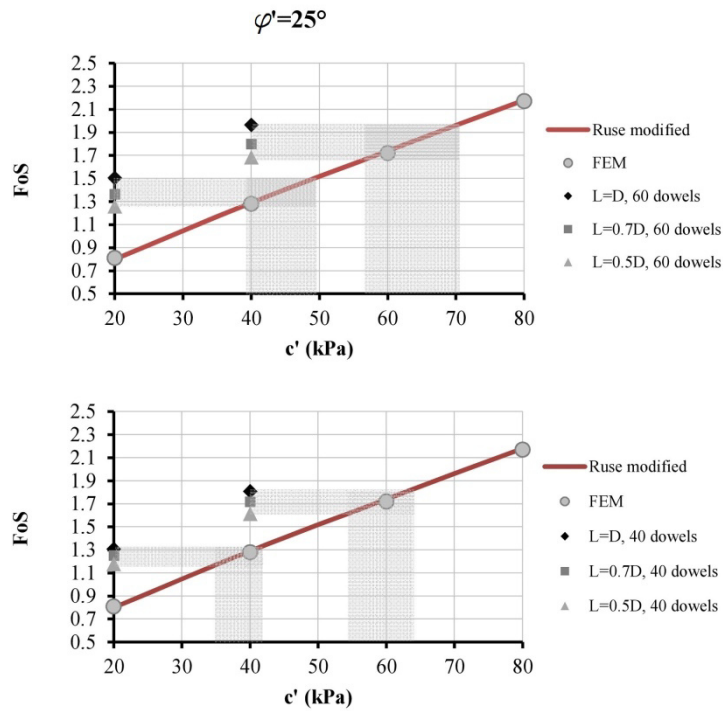 φ'=25°
2.5
2.3
2.1
1.9
1.7
1.5
1.3
1.1
0.9
0.7
0.5
FoS
20 30 40 50 60 70 80
c' (kPa)
Ruse modified
FEM
L=D, 60 dowels
L=0.7D, 60 dowels
L=0.5D, 60 dowels
2.5
2.3
2.1
1.9
1.7
1.5
1.3
1.1
0.9
0.7
0.5
FoS
20 30 40 50 60 70 80
c' (kPa)
Ruse modified
FEM
L=D, 40 dowels
L=0.7D, 40 dowels
L=0.5D, 40 dowels